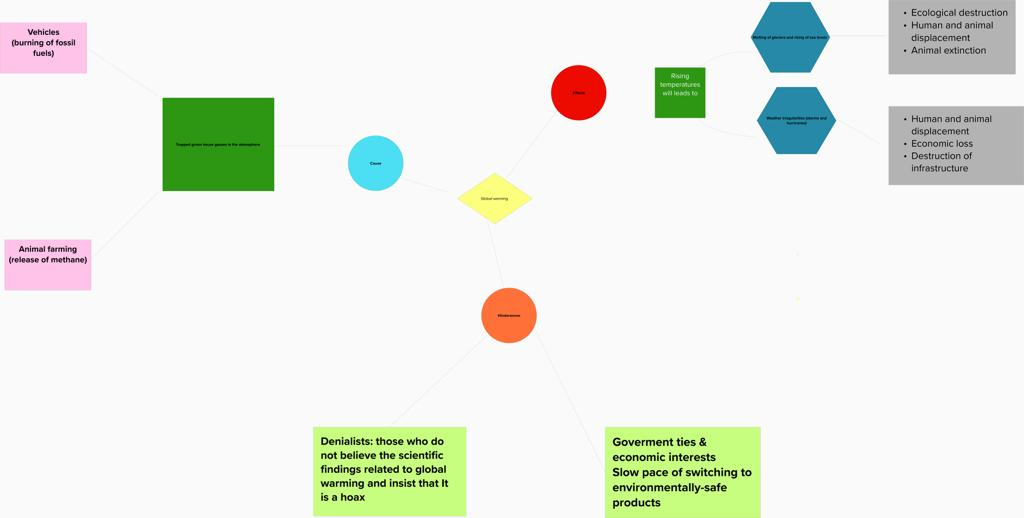 Vehicles
(burning of fossil
fuels)
Trapped green house gasses in the atmosphere
Animal farming
(release of methane)
Cause
Effects
Global warming
Hinderances
Rising
temperatures
will leads to
Melting of glaciers and rising of sea levels
Weather irregularities (storms and
hurricanes)
• Ecological destruction
• Human and animal
displacement
• Animal extinction
• Human and animal
displacement
• Economic loss
• Destruction of
infrastructure
Denialists: those who do
not believe the scientific
findings related to global
warming and insist that It
is a hoax
Goverment ties &
economic interests
Slow pace of switching to
environmentally-safe
products